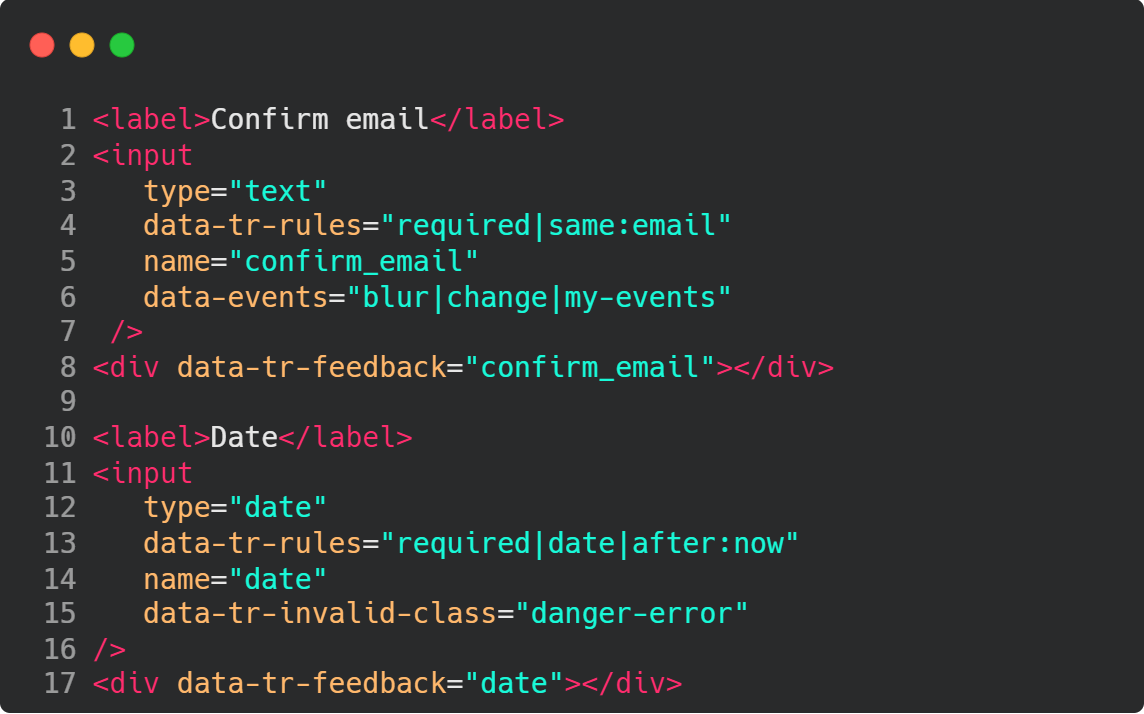 1 <label>Confirm email</label>
2 <input
3    type="text"
4    data-tr-rules="required|same:email"
5    name="confirm_email"
6    data-events="blur|change|my-events"
7  />
8 <div data-tr-feedback="confirm_email"></div>
9
10 <label>Date</label>
11 <input
12    type="date"
13    data-tr-rules="required|date|after:now"
14    name="date"
15    data-tr-invalid-class="danger-error"
16 />
17 <div data-tr-feedback="date"></div>